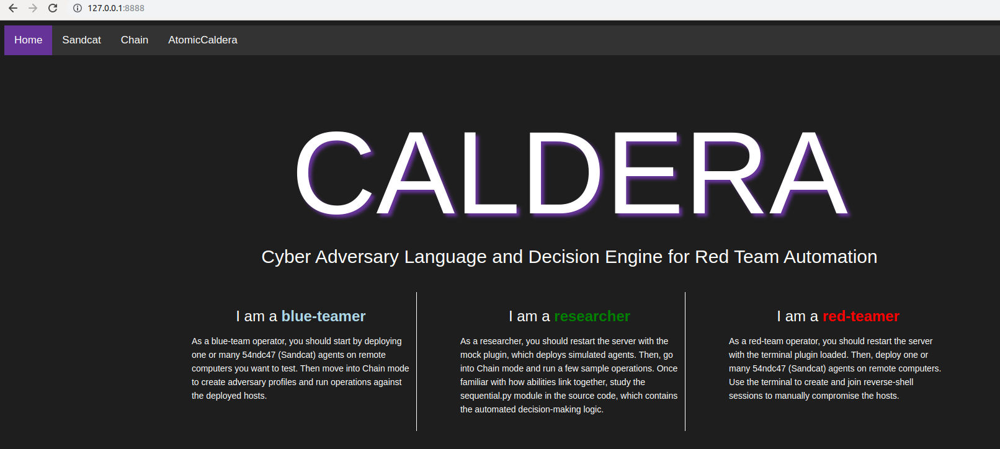 127.0.0.1:8888
Home Sandcat Chain AtomicCaldera
CALDERA
Cyber Adversary Language and Decision Engine for Red Team Automation
I am a blue-teamer
As a blue-team operator, you should start by deploying
one or many 54ndc47 (Sandcat) agents on remote
computers you want to test. Then move into Chain mode
to create adversary profiles and run operations against
the deployed hosts.
I am a researcher
As a researcher, you should restart the server with the
mock plugin, which deploys simulated agents. Then, go
into Chain mode and run a few sample operations. Once
familiar with how abilities link together, study the
sequential.py module in the source code, which contains
the automated decision-making logic.
I am a red-teamer
As a red-team operator, you should restart the server
with the terminal plugin loaded. Then, deploy one or
many 54ndc47 (Sandcat) agents on remote computers.
Use the terminal to create and join reverse-shell
sessions to manually compromise the hosts.